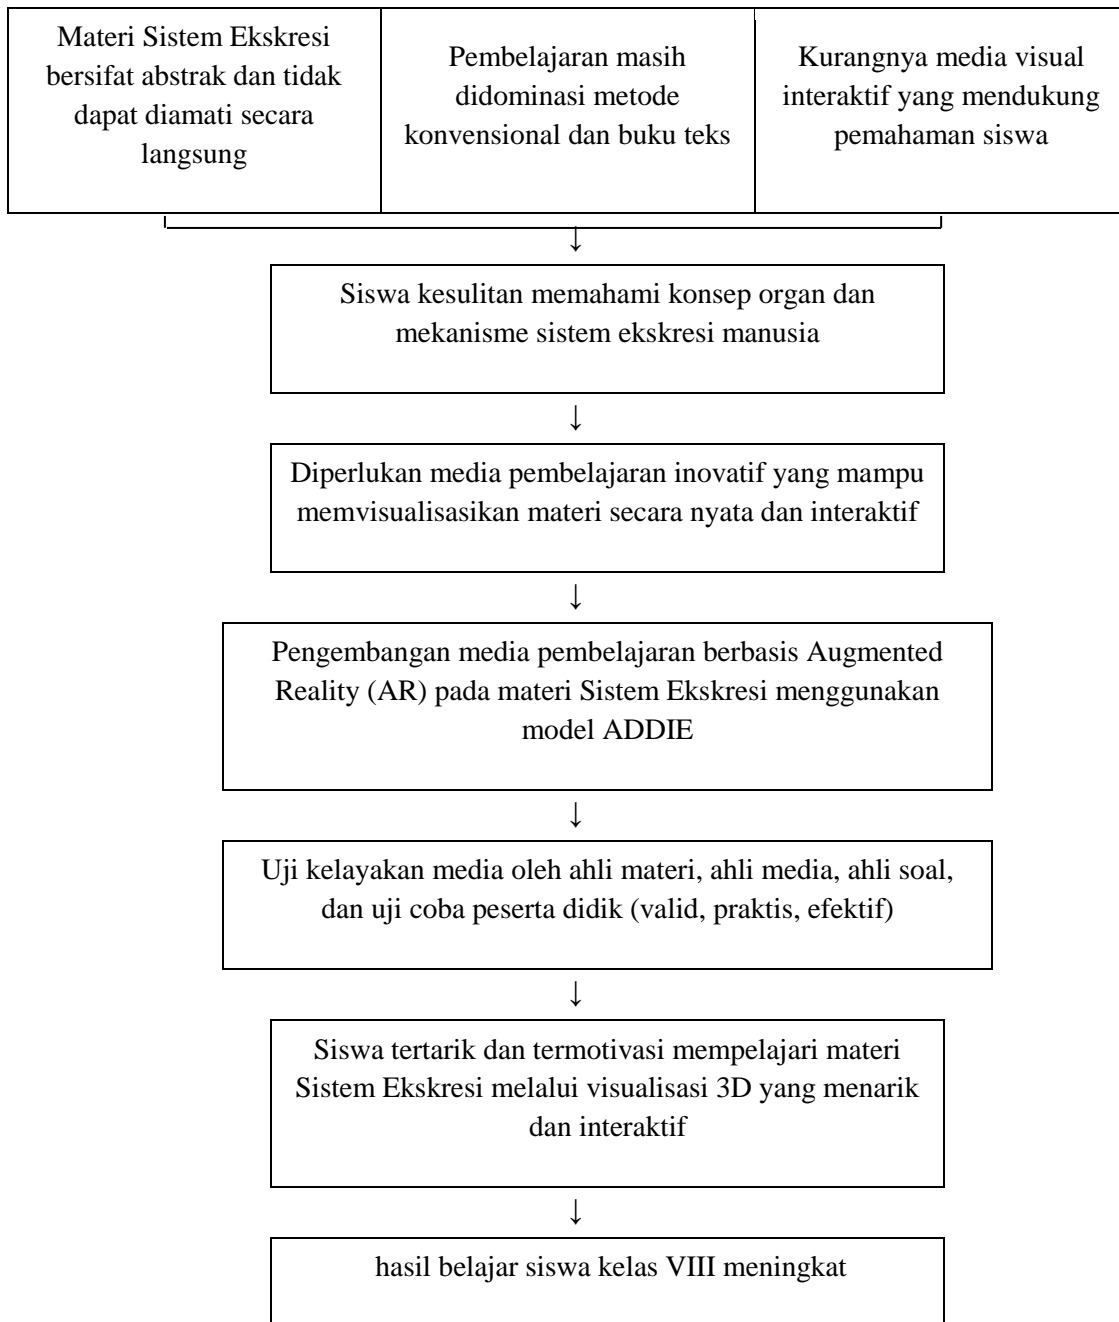 Materi Sistem Ekskresi
bersifat abstrak dan tidak
dapat diamati secara
langsung
Pembelajaran masih
didominasi metode
konvensional dan buku teks
Kurangnya media visual
interaktif yang mendukung
pemahaman siswa
↓
Siswa kesulitan memahami konsep organ dan
mekanisme sistem ekskresi manusia
↓
Diperlukan media pembelajaran inovatif yang mampu
memvisualisasikan materi secara nyata dan interaktif
↓
Pengembangan media pembelajaran berbasis Augmented
Reality (AR) pada materi Sistem Ekskresi menggunakan
model ADDIE
↓
Uji kelayakan media oleh ahli materi, ahli media, ahli soal,
dan uji coba peserta didik (valid, praktis, efektif)
↓
Siswa tertarik dan termotivasi mempelajari materi
Sistem Ekskresi melalui visualisasi 3D yang menarik
dan interaktif
↓
hasil belajar siswa kelas VIII meningkat